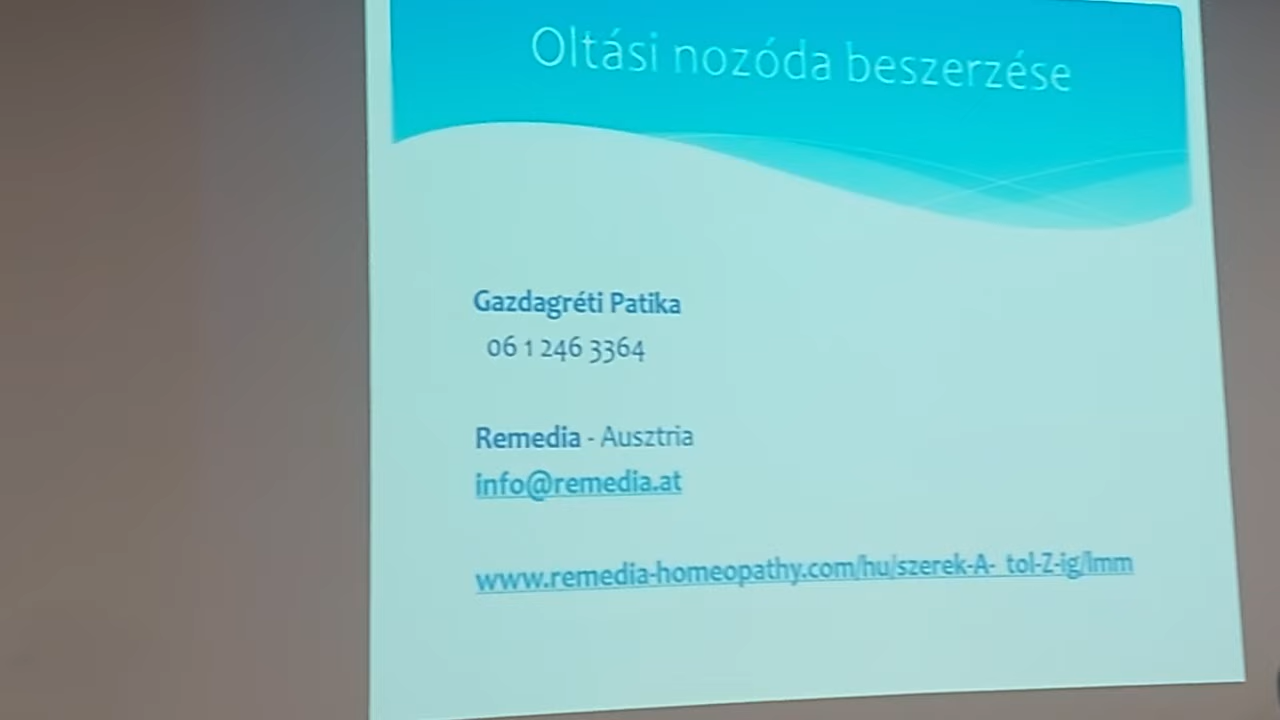 Oltási nozóda beszerzése
Gazdagréti Patika
06 1 246 3364
Remedia - Ausztria
info@remedia.at
www.remedia-homeopathy.com/hu/szerek-A- tol-Z-ig/lmm